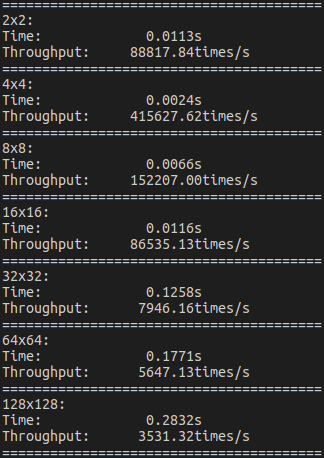 ========================================
2x2:
Time:             0.0113s
Throughput:     88817.84times/s
========================================
4x4:
Time:             0.0024s
Throughput:     415627.62times/s
========================================
8x8:
Time:             0.0066s
Throughput:     152207.00times/s
========================================
16x16:
Time:             0.0116s
Throughput:     86535.13times/s
========================================
32x32:
Time:             0.1258s
Throughput:      7946.16times/s
========================================
64x64:
Time:             0.1771s
Throughput:      5647.13times/s
========================================
128x128:
Time:             0.2832s
Throughput:      3531.32times/s
========================================